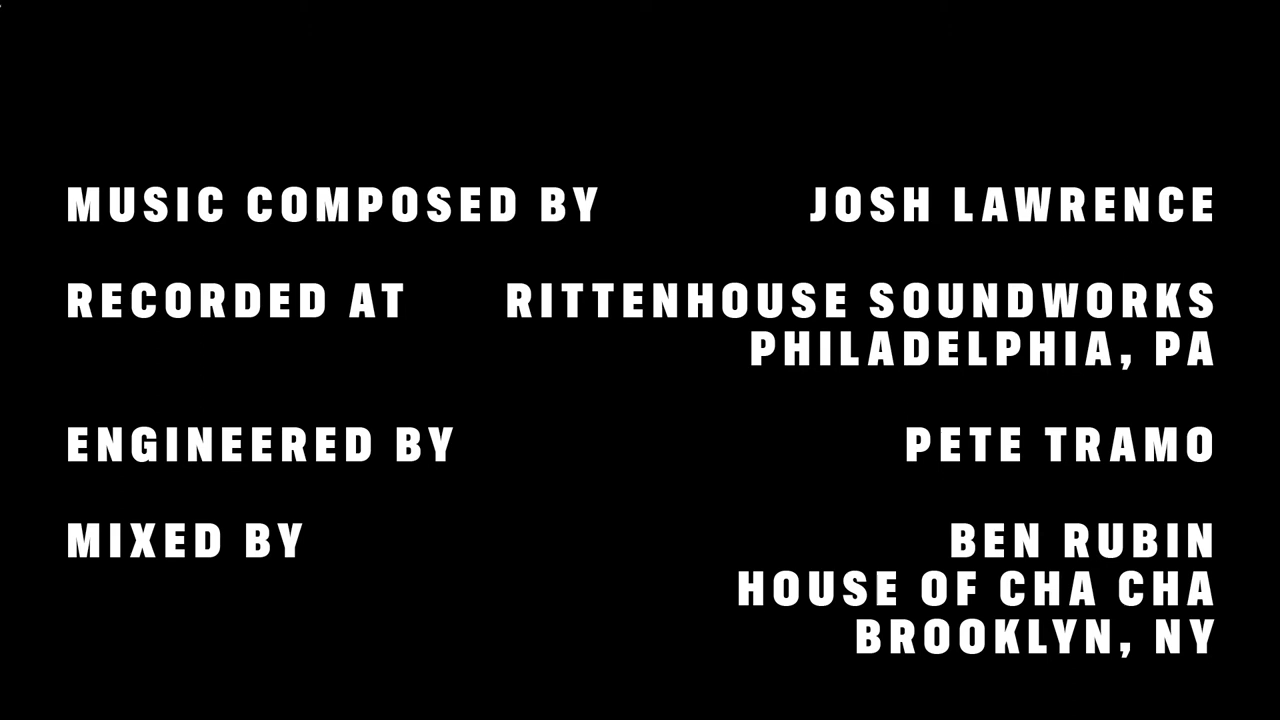 MUSIC COMPOSED BY JOSH LAWRENCE
RECORDED AT RITTENHOUSE SOUNDWORKS
PHILADELPHIA, PA
ENGINEERED BY PETE TRAMO
MIXED BY BEN RUBIN
HOUSE OF CHA CHA
BROOKLYN, NY